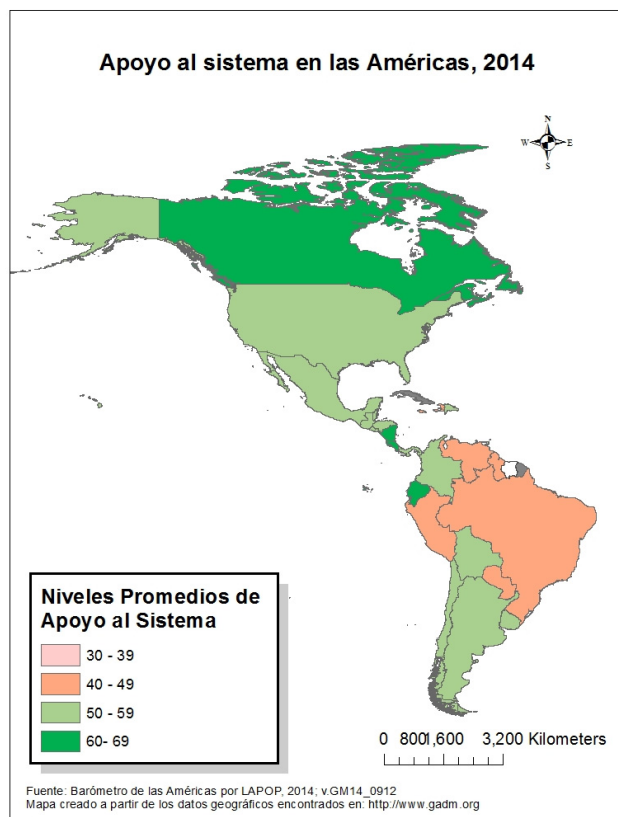 Apoyo al sistema en las Américas, 2014
N
W E
S
Niveles Promedios de
Apoyo al Sistema
30 - 39
40 - 49
50 - 59
60- 69
0 800 1,600 3,200 Kilometers
Fuente: Barómetro de las Américas por LAPOP, 2014; v.GM14_0912
Mapa creado a partir de los datos geográficos encontrados en: http://www.gadm.org